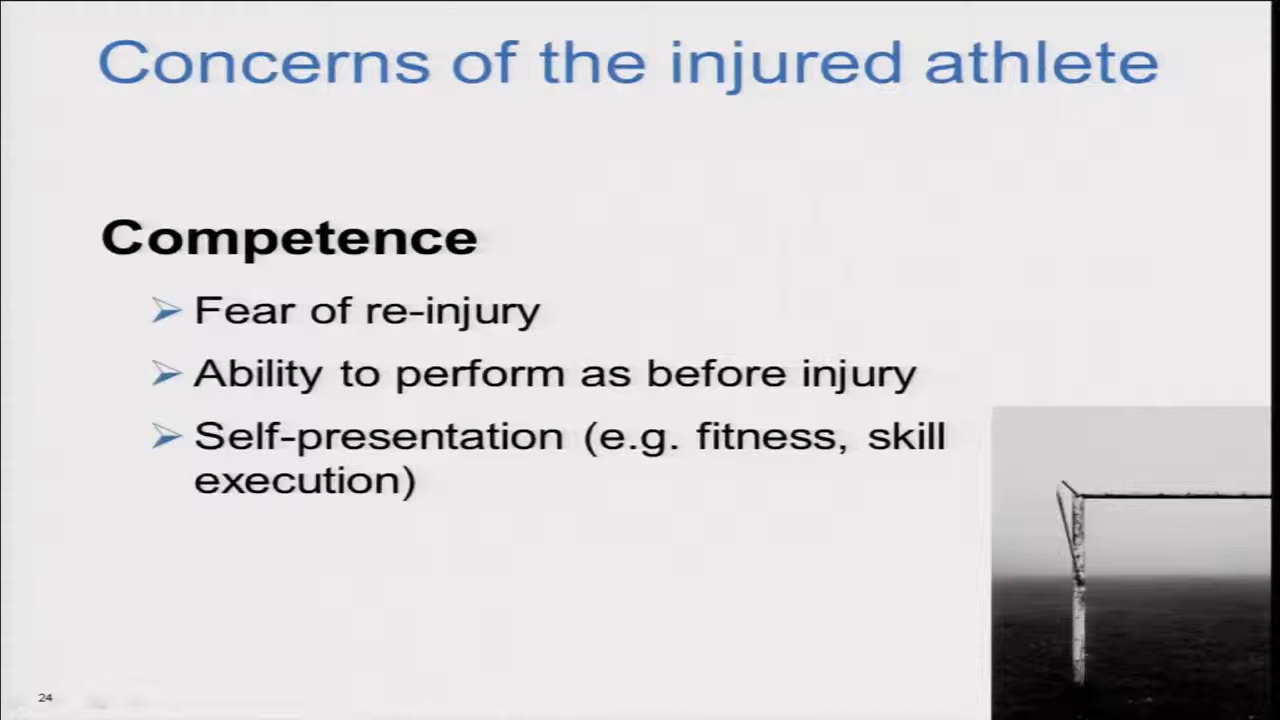 Concerns of the injured athlete
Competence
Fear of re-injury
Ability to perform as before injury
Self-presentation (e.g. fitness, skill
execution)
24